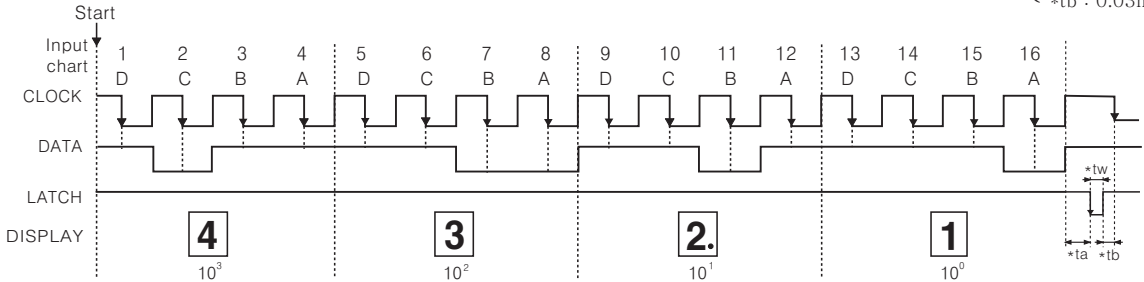 Start
Input chart
1 2 3 4 5 6 7 8 9 10 11 12 13 14 15 16
D C B A D C B A D C B A D C B A
CLOCK
DATA
LATCH
*tw
DISPLAY
4 3 2. 1
*ta *tb
10³ 10² 10¹ 10⁰